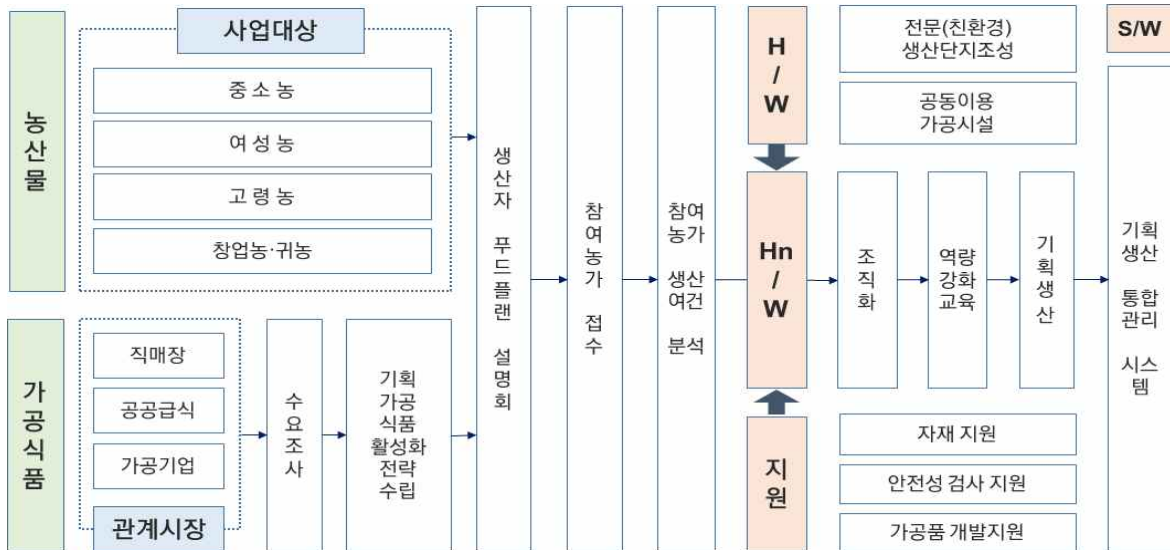 농
산
물
사업대상
중 소 농
여 성 농
고 령 농
창업농·귀농
가
공
식
품
직매장
공공급식
가공기업
관계시장
수
요
조
사
기획
가공
식품
활성화
전략
수립
생
산
자
푸
드
플
랜
설
명
회
참
여
농
가
접
수
참여
농가
생산
여건
분석
H
/
W
전문(친환경)
생산단지조성
공동이용
가공시설
Hn
/
W
조
직
화
역량
강화
교육
기
획
생
산
지
원
자재 지원
안전성 검사 지원
가공품 개발지원
S/W
기획
생산
통합
관리
시스
템